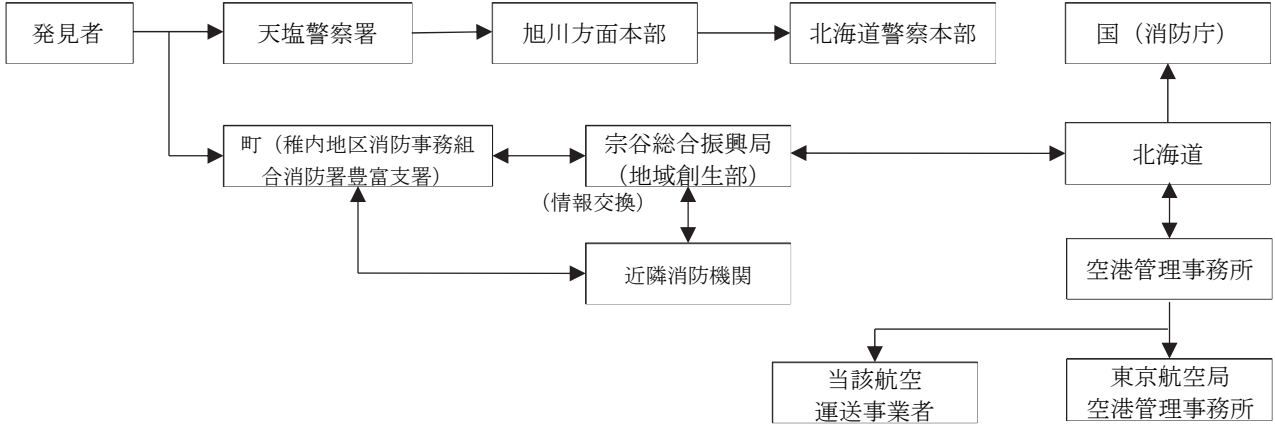 発見者
天塩警察署
旭川方面本部
北海道警察本部
国（消防庁）
町（稚内地区消防事務組
合消防署豊富支署）
宗谷総合振興局
（地域創生部）
北海道
（情報交換）
近隣消防機関
空港管理事務所
当該航空
運送事業者
東京航空局
空港管理事務所